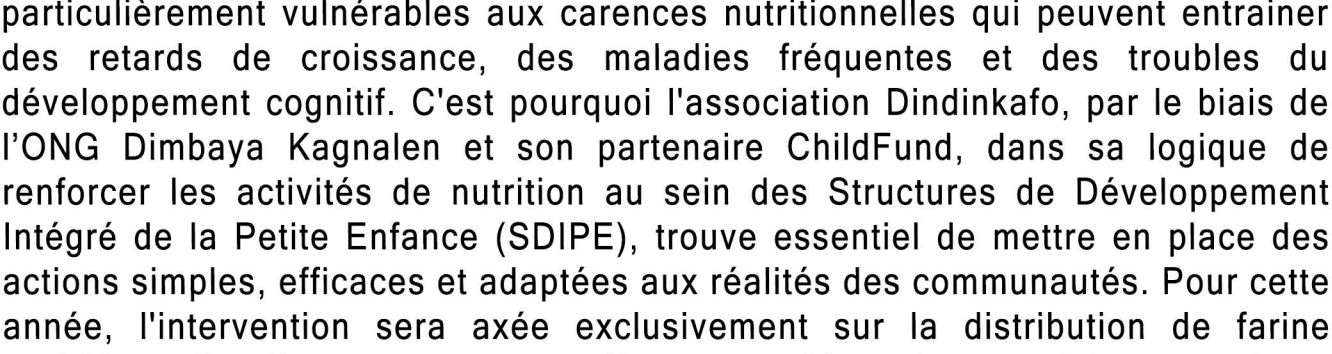 particulièrement vulnérables aux carences nutritionnelles qui peuvent entrainer
des retards de croissance, des maladies fréquentes et des troubles du
développement cognitif. C'est pourquoi l'association Dindinkafo, par le biais de
l’ONG Dimbaya Kagnalen et son partenaire ChildFund, dans sa logique de
renforcer les activités de nutrition au sein des Structures de Développement
Intégré de la Petite Enfance (SDIPE), trouve essentiel de mettre en place des
actions simples, efficaces et adaptées aux réalités des communautés. Pour cette
année, l'intervention sera axée exclusivement sur la distribution de farine